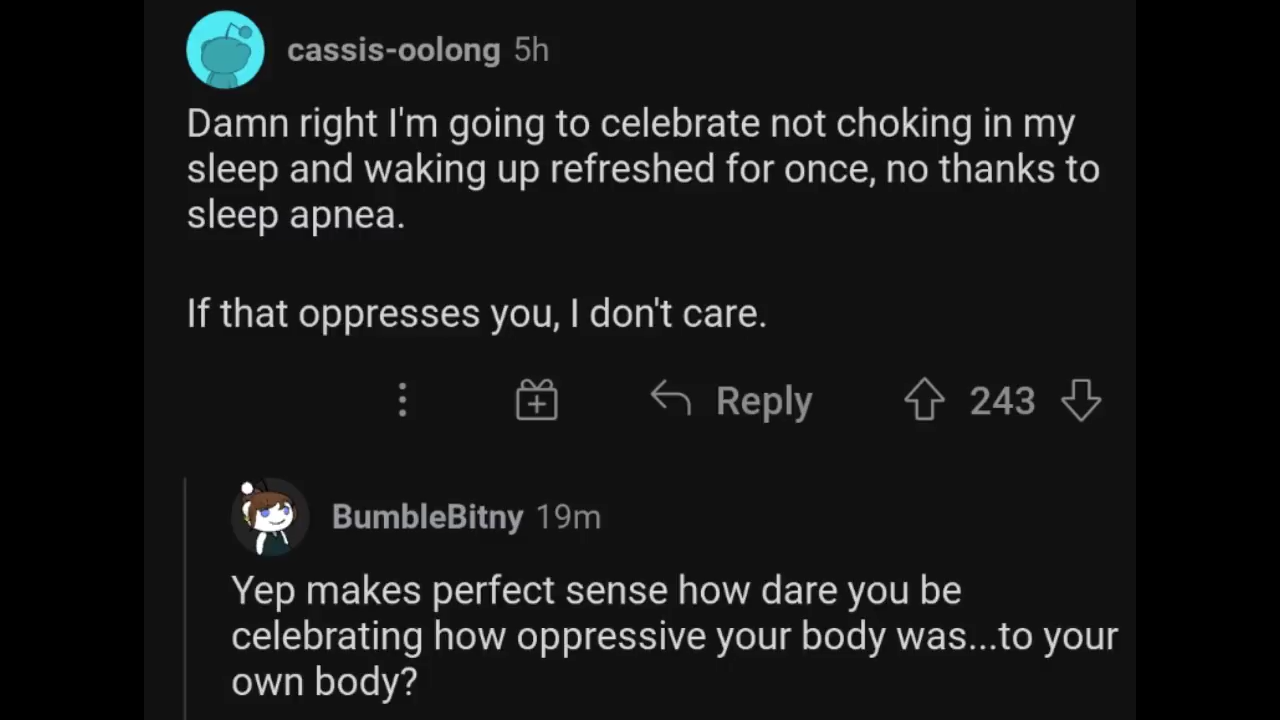 cassis-oolong 5h
Damn right I'm going to celebrate not choking in my
sleep and waking up refreshed for once, no thanks to
sleep apnea.
If that oppresses you, I don't care.
Reply 243
BumbleBitny 19m
Yep makes perfect sense how dare you be
celebrating how oppressive your body was...to your
own body?